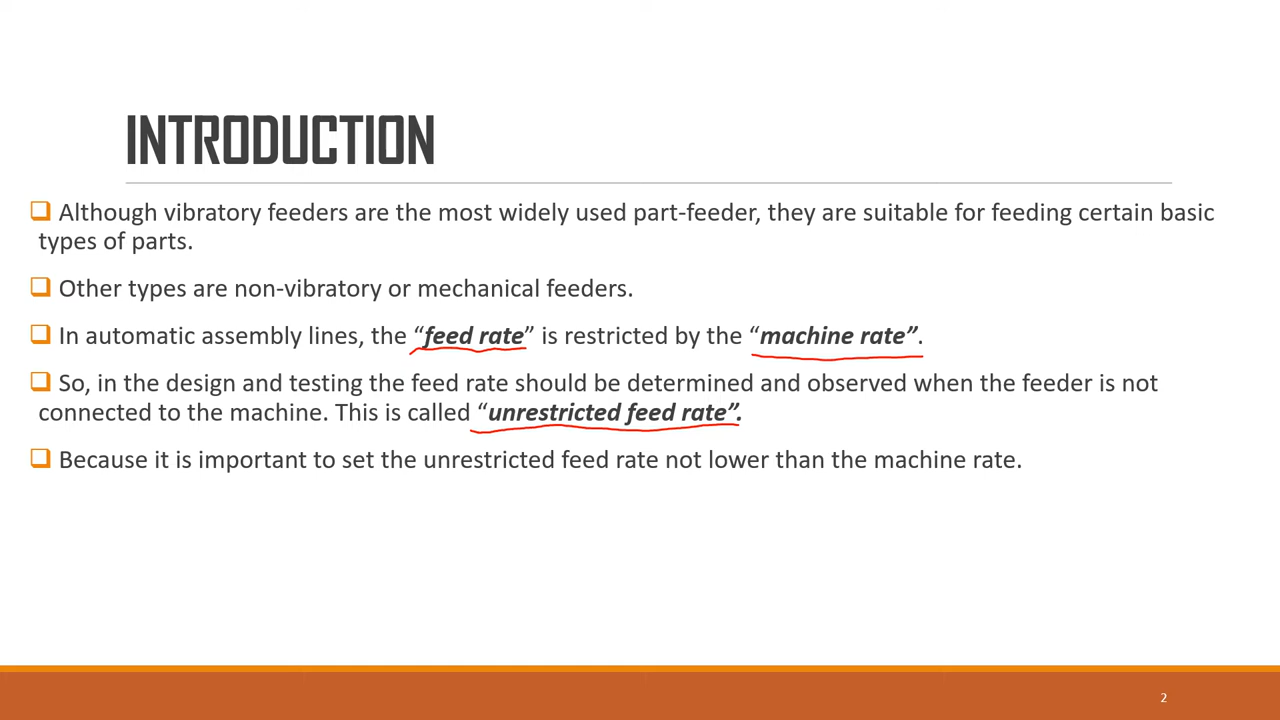 INTRODUCTION
❑ Although vibratory feeders are the most widely used part-feeder, they are suitable for feeding certain basic
types of parts.
❑ Other types are non-vibratory or mechanical feeders.
❑ In automatic assembly lines, the “feed rate” is restricted by the “machine rate”.
❑ So, in the design and testing the feed rate should be determined and observed when the feeder is not
connected to the machine. This is called “unrestricted feed rate”.
❑ Because it is important to set the unrestricted feed rate not lower than the machine rate.
2